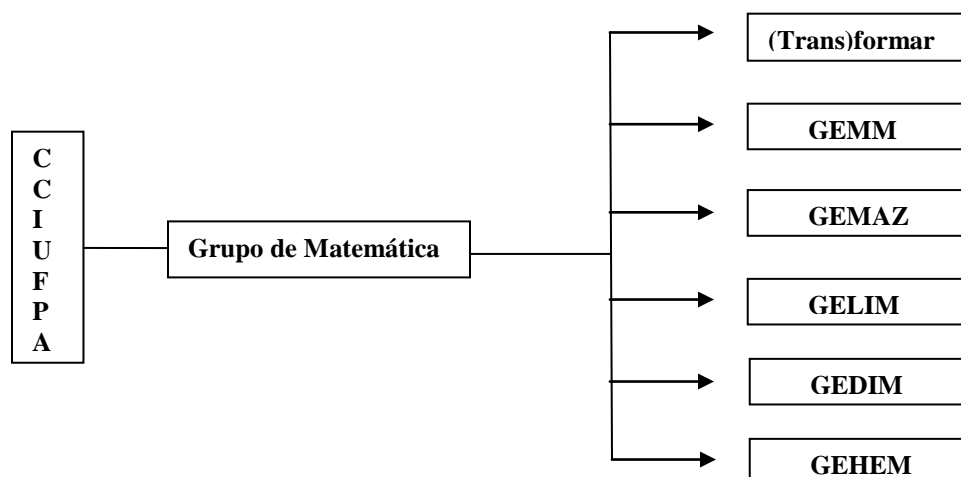 C
C
I
U
F
P
A
Grupo de Matemática
(Trans)formar
GEMM
GEMAZ
GELIM
GEDIM
GEHEM